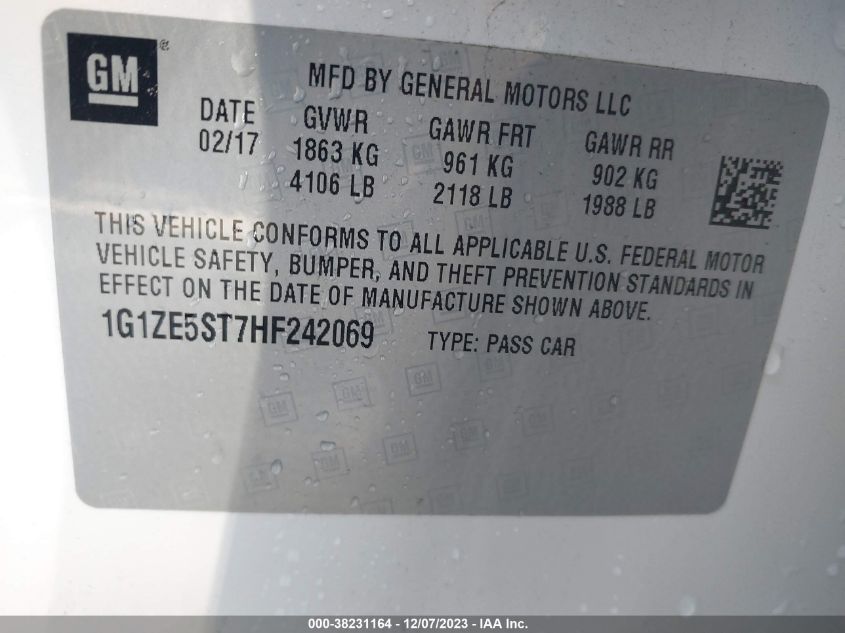 GM®
MFD BY GENERAL MOTORS LLC
DATE GVWR GAWR FRT GAWR RR
02/17 1863 KG 961 KG 902 KG
4106 LB 2118 LB 1988 LB
THIS VEHICLE CONFORMS TO ALL APPLICABLE U.S. FEDERAL MOTOR
VEHICLE SAFETY, BUMPER, AND THEFT PREVENTION STANDARDS IN
EFFECT ON THE DATE OF MANUFACTURE SHOWN ABOVE.
1G1ZE5ST7HF242069 TYPE: PASS CAR
000-38231164 - 12/07/2023 - IAA Inc.